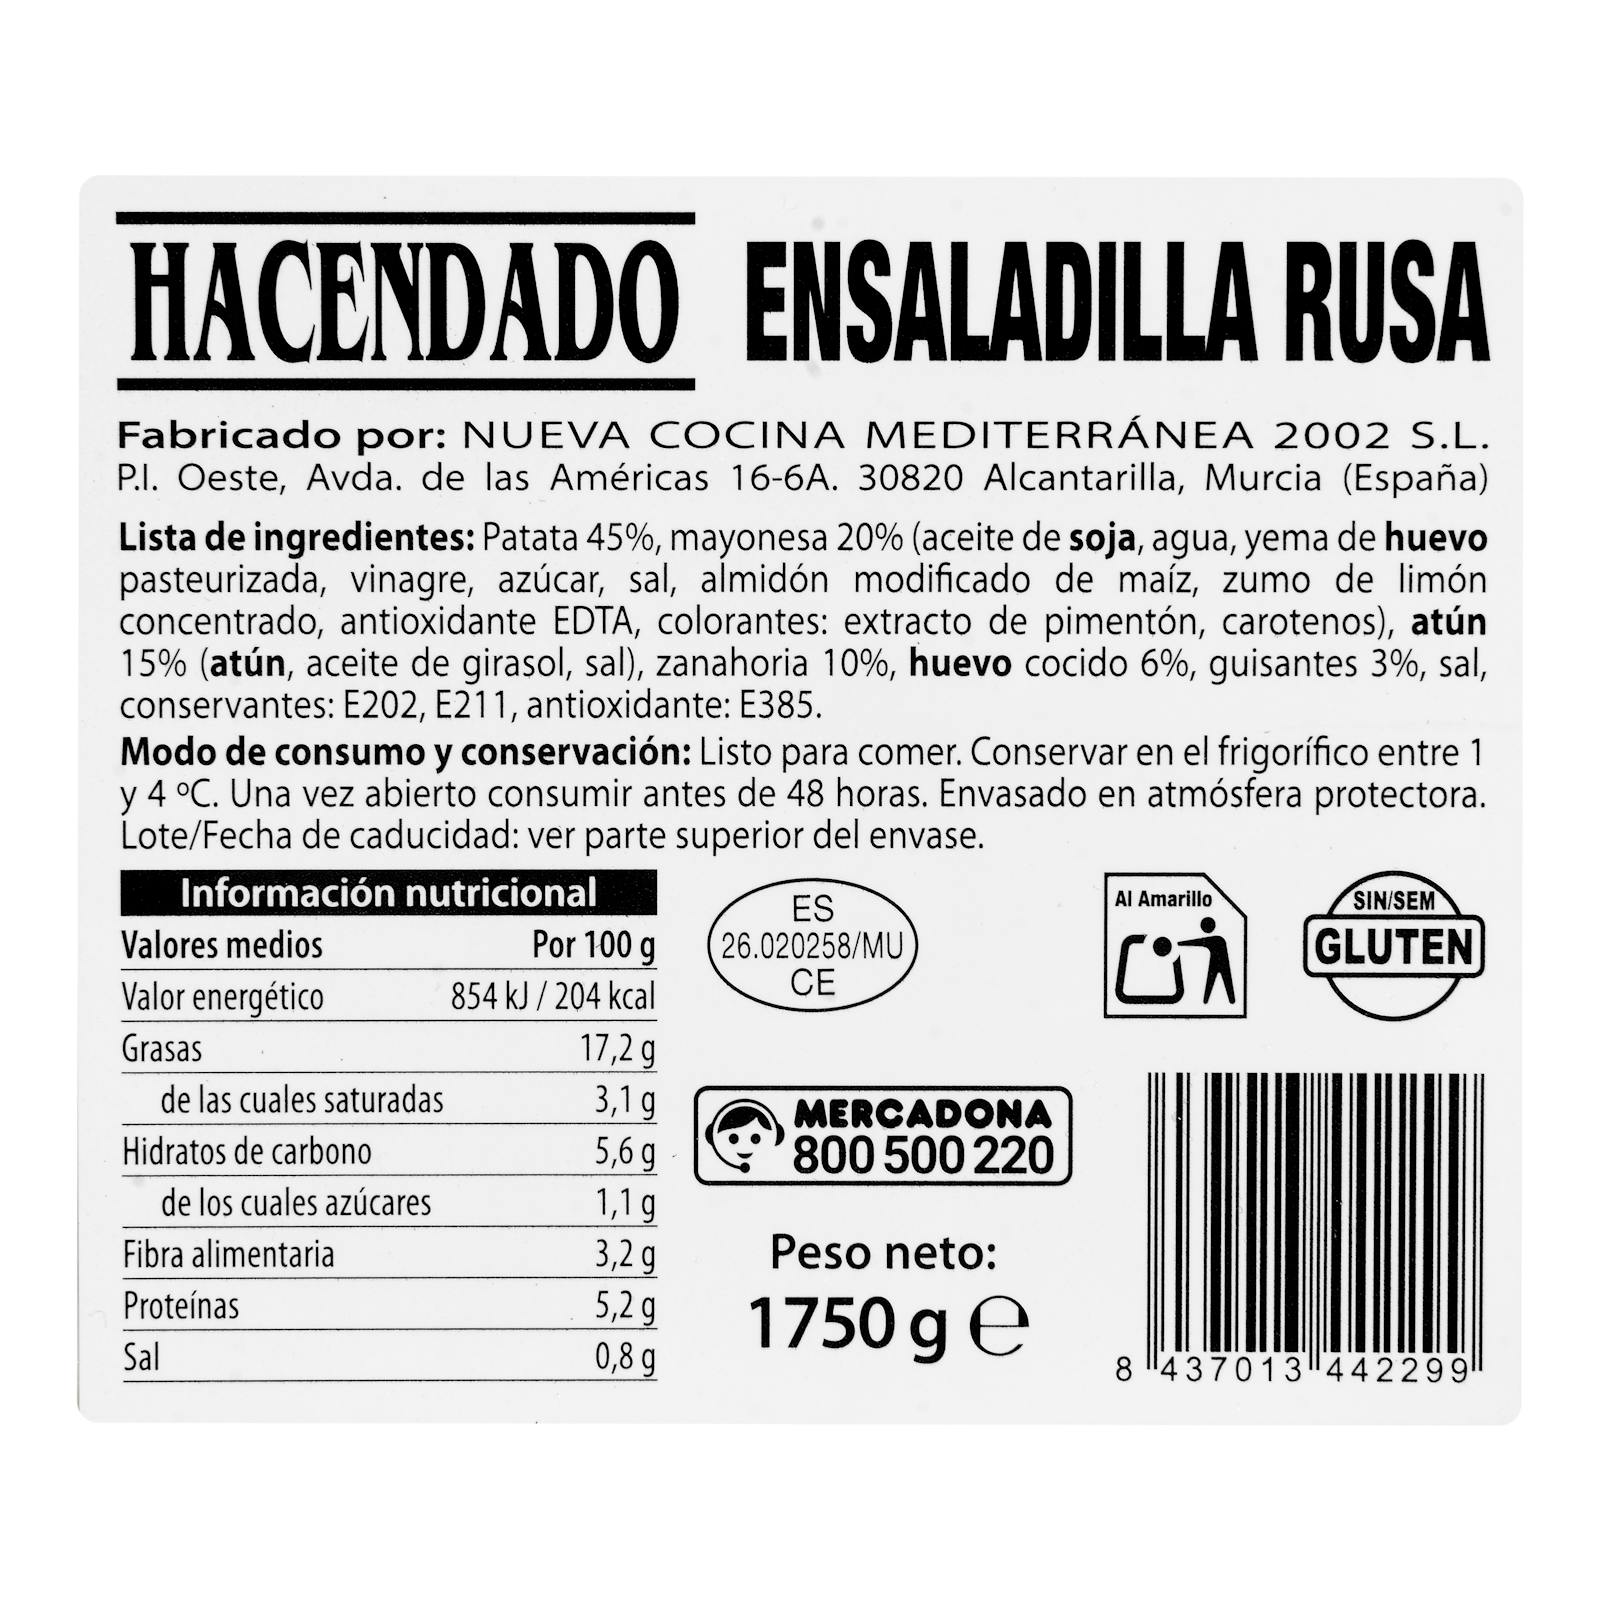 HACENDADO ENSALADILLA RUSA
Fabricado por: NUEVA COCINA MEDITERRÁNEA 2002 S.L.
P.I. Oeste, Avda. de las Américas 16-6A. 30820 Alcantarilla, Murcia (España)
Lista de ingredientes: Patata 45%, mayonesa 20% (aceite de soja, agua, yema de huevo
pasteurizada, vinagre, azúcar, sal, almidón modificado de maíz, zumo de limón
concentrado, antioxidante EDTA, colorantes: extracto de pimentón, carotenos), atún
15% (atún, aceite de girasol, sal), zanahoria 10%, huevo cocido 6%, guisantes 3%, sal,
conservantes: E202, E211, antioxidante: E385.
Modo de consumo y conservación: Listo para comer. Conservar en el frigorífico entre 1
y 4 ºC. Una vez abierto consumir antes de 48 horas. Envasado en atmósfera protectora.
Lote/Fecha de caducidad: ver parte superior del envase.
Información nutricional
Valores medios Por 100 g
Valor energético 854 kJ / 204 kcal
Grasas 17,2 g
de las cuales saturadas 3,1 g
Hidratos de carbono 5,6 g
de los cuales azúcares 1,1 g
Fibra alimentaria 3,2 g
Proteínas 5,2 g
Sal 0,8 g
ES
26.020258/MU
CE
Al Amarillo
SIN/SEM
GLUTEN
MERCADONA
800 500 220
Peso neto:
1750 g ℮
8 437013 442299